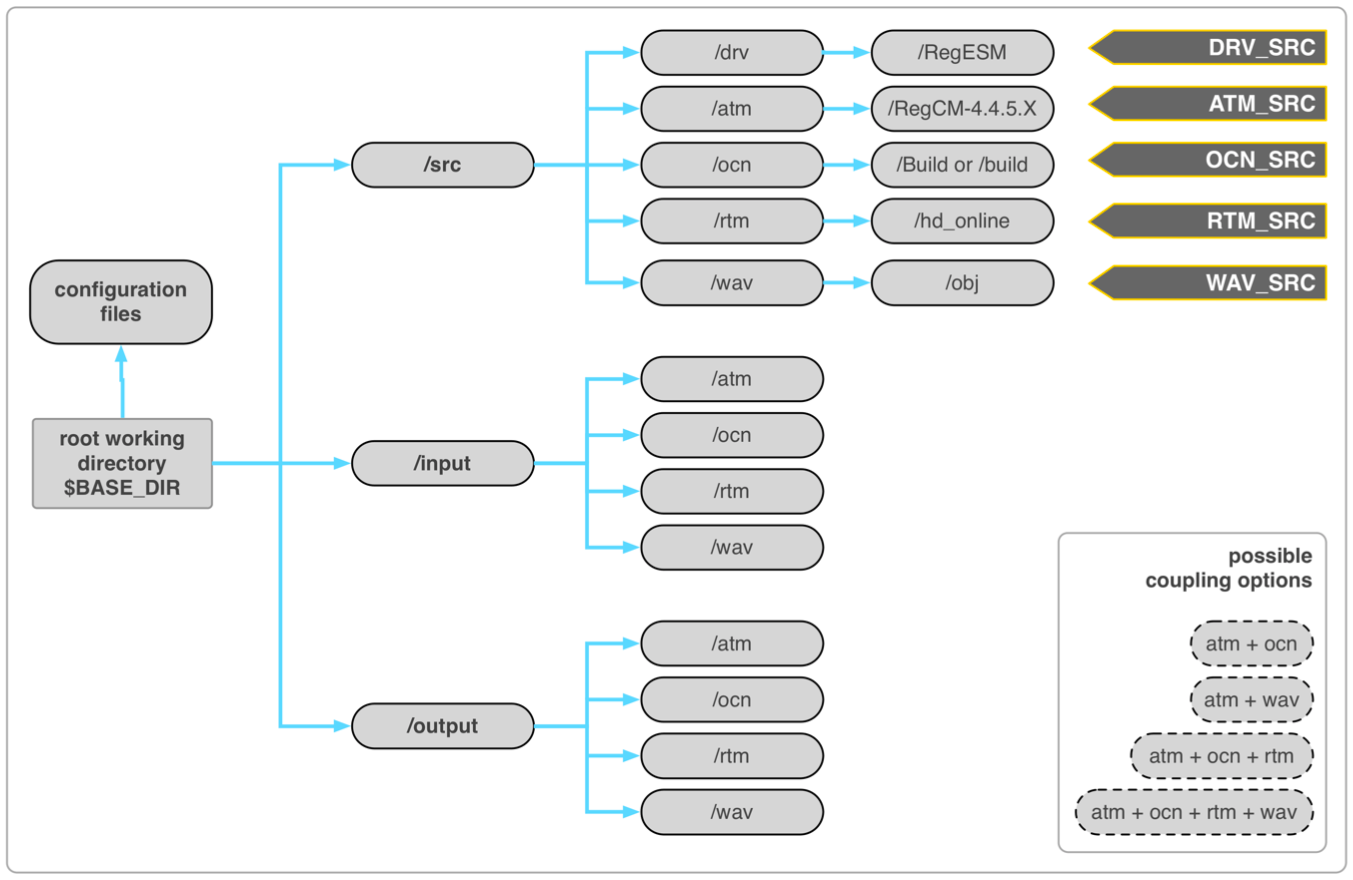 /drv
/RegESM
DRV_SRC
/atm
/RegCM-4.4.5.X
ATM_SRC
/src
/ocn
/Build or /build
OCN_SRC
/rtm
/hd_online
RTM_SRC
/wav
/obj
WAV_SRC
configuration
files
root working
directory
$BASE_DIR
/input
/atm
/ocn
/rtm
/wav
/output
/atm
/ocn
/rtm
/wav
possible
coupling options
atm + ocn
atm + wav
atm + ocn + rtm
atm + ocn + rtm + wav